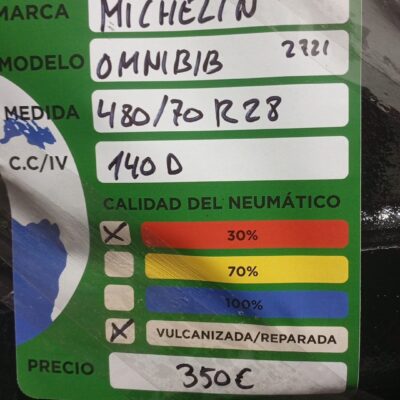 MARCA MICHELIN
MODELO OMNIBIB 2721
MEDIDA 480/70 R28
C.C/IV 140 D
CALIDAD DEL NEUMÁTICO
X 30%
70%
100%
X VULCANIZADA/REPARADA
PRECIO 350€